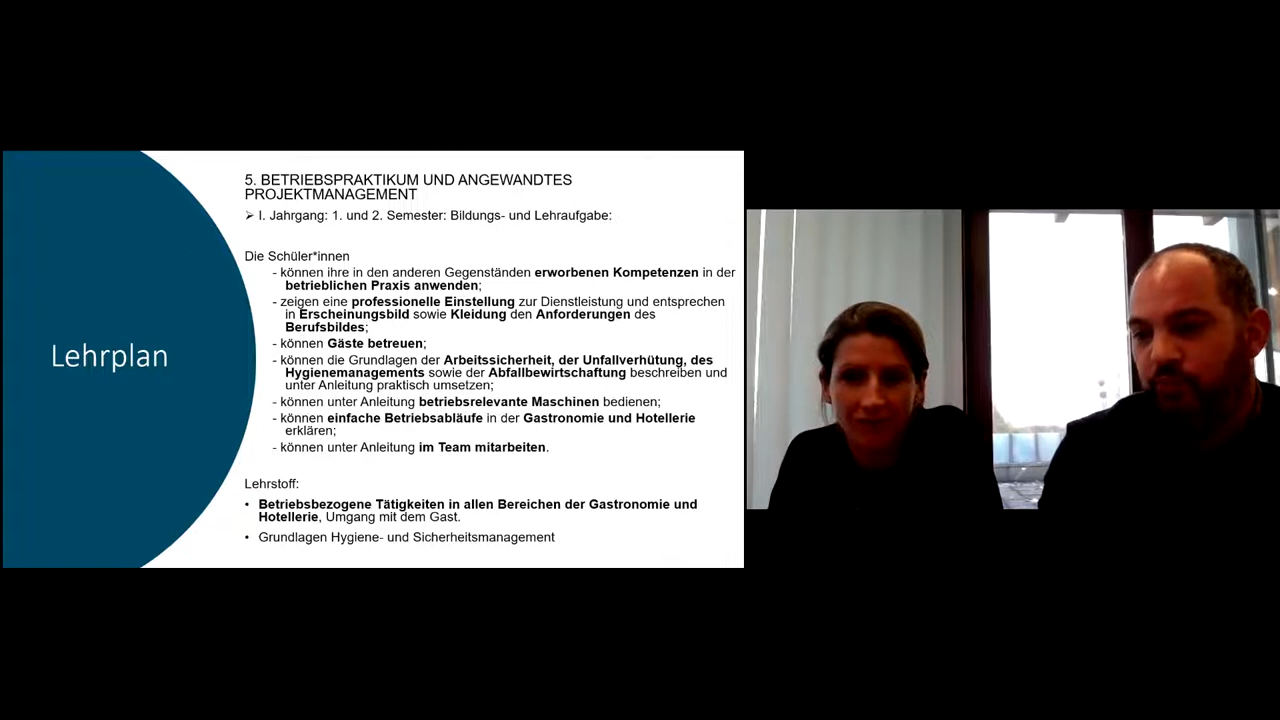 Lehrplan
5. BETRIEBSPRAKTIKUM UND ANGEWANDTES
PROJEKTMANAGEMENT
➢ I. Jahrgang: 1. und 2. Semester: Bildungs- und Lehraufgabe:
Die Schüler*innen
- können ihre in den anderen Gegenständen erworbenen Kompetenzen in der
betrieblichen Praxis anwenden;
- zeigen eine professionelle Einstellung zur Dienstleistung und entsprechen
in Erscheinungsbild sowie Kleidung den Anforderungen des
Berufsbildes;
- können Gäste betreuen;
- können die Grundlagen der Arbeitssicherheit, der Unfallverhütung, des
Hygienemanagements sowie der Abfallbewirtschaftung beschreiben und
unter Anleitung praktisch umsetzen;
- können unter Anleitung betriebsrelevante Maschinen bedienen;
- können einfache Betriebsabläufe in der Gastronomie und Hotellerie
erklären;
- können unter Anleitung im Team mitarbeiten.
Lehrstoff:
• Betriebsbezogene Tätigkeiten in allen Bereichen der Gastronomie und
Hotellerie, Umgang mit dem Gast.
• Grundlagen Hygiene- und Sicherheitsmanagement